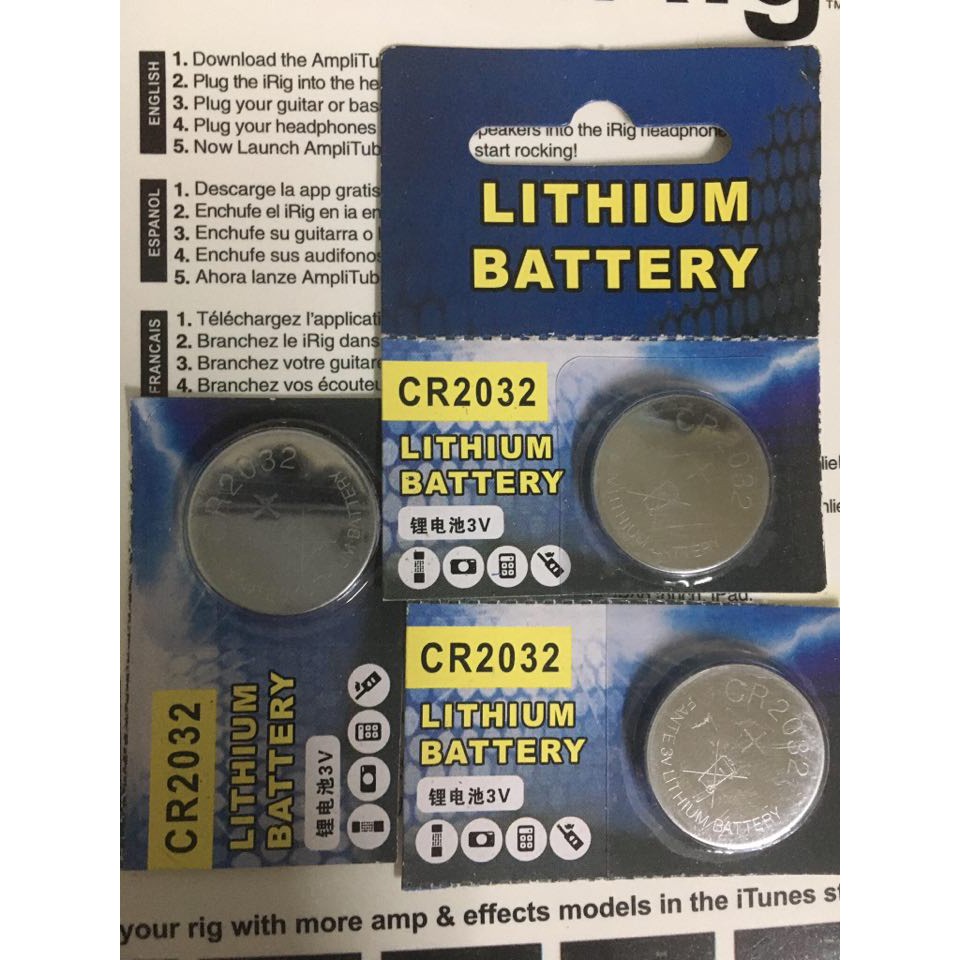 TM
ENGLISH
1. Download the AmpliTu
2. Plug the iRig into the he
3. Plug your guitar or bas
4. Plug your headphones
5. Now Launch AmpliTub
speakers into the iRig headphone
start rocking!
ESPANOL
1. Descarge la app gratis
2. Enchufe el iRig en ia en
3. Enchufe su guitarra o
4. Enchufe sus audifonos
5. Ahora lanze AmpliTub
FRANCAIS
1. Téléchargez l'applicati
2. Branchez le iRig dans
3. Branchez votre guitare
4. Branchez vos écouteu
LITHIUM
BATTERY
CR2032
LITHIUM
BATTERY
锂电池3V
CR2032
LITHIUM BATTERY
CR2032
BATTERY
CR2032
LITHIUM
BATTERY
锂电池3V
iPad.
CR2032
LITHIUM
BATTERY
锂电池3V
CR2032
FANTE 3V LITHIUM BATTERY
your rig with more amp & effects models in the iTunes st